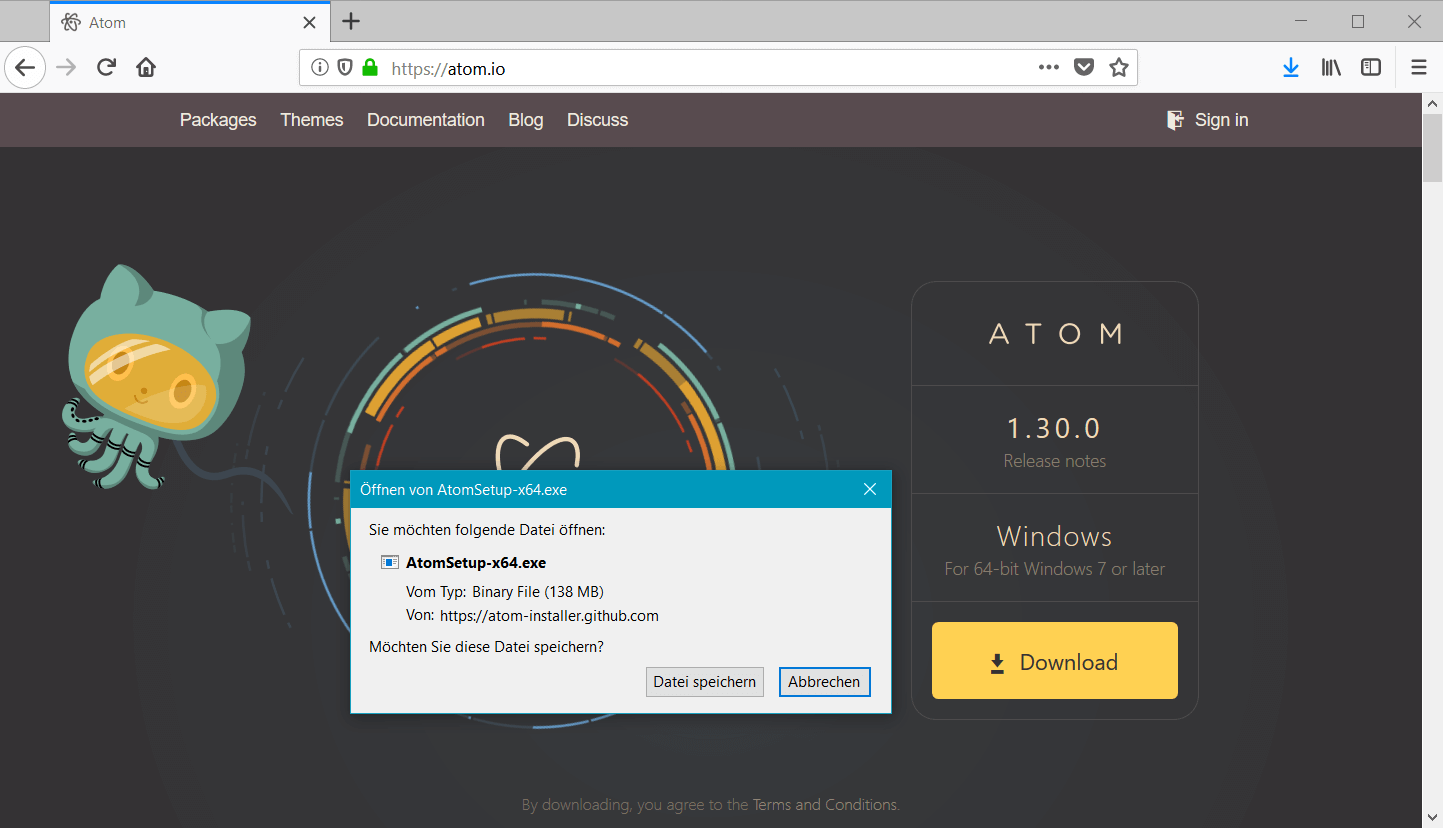 Atom
https://atom.io
Packages Themes Documentation Blog Discuss Sign in
ATOM
1.30.0
Release notes
Windows
For 64-bit Windows 7 or later
Download
Öffnen von AtomSetup-x64.exe
Sie möchten folgende Datei öffnen:
AtomSetup-x64.exe
Vom Typ: Binary File (138 MB)
Von: https://atom-installer.github.com
Möchten Sie diese Datei speichern?
Datei speichern Abbrechen
By downloading, you agree to the Terms and Conditions.